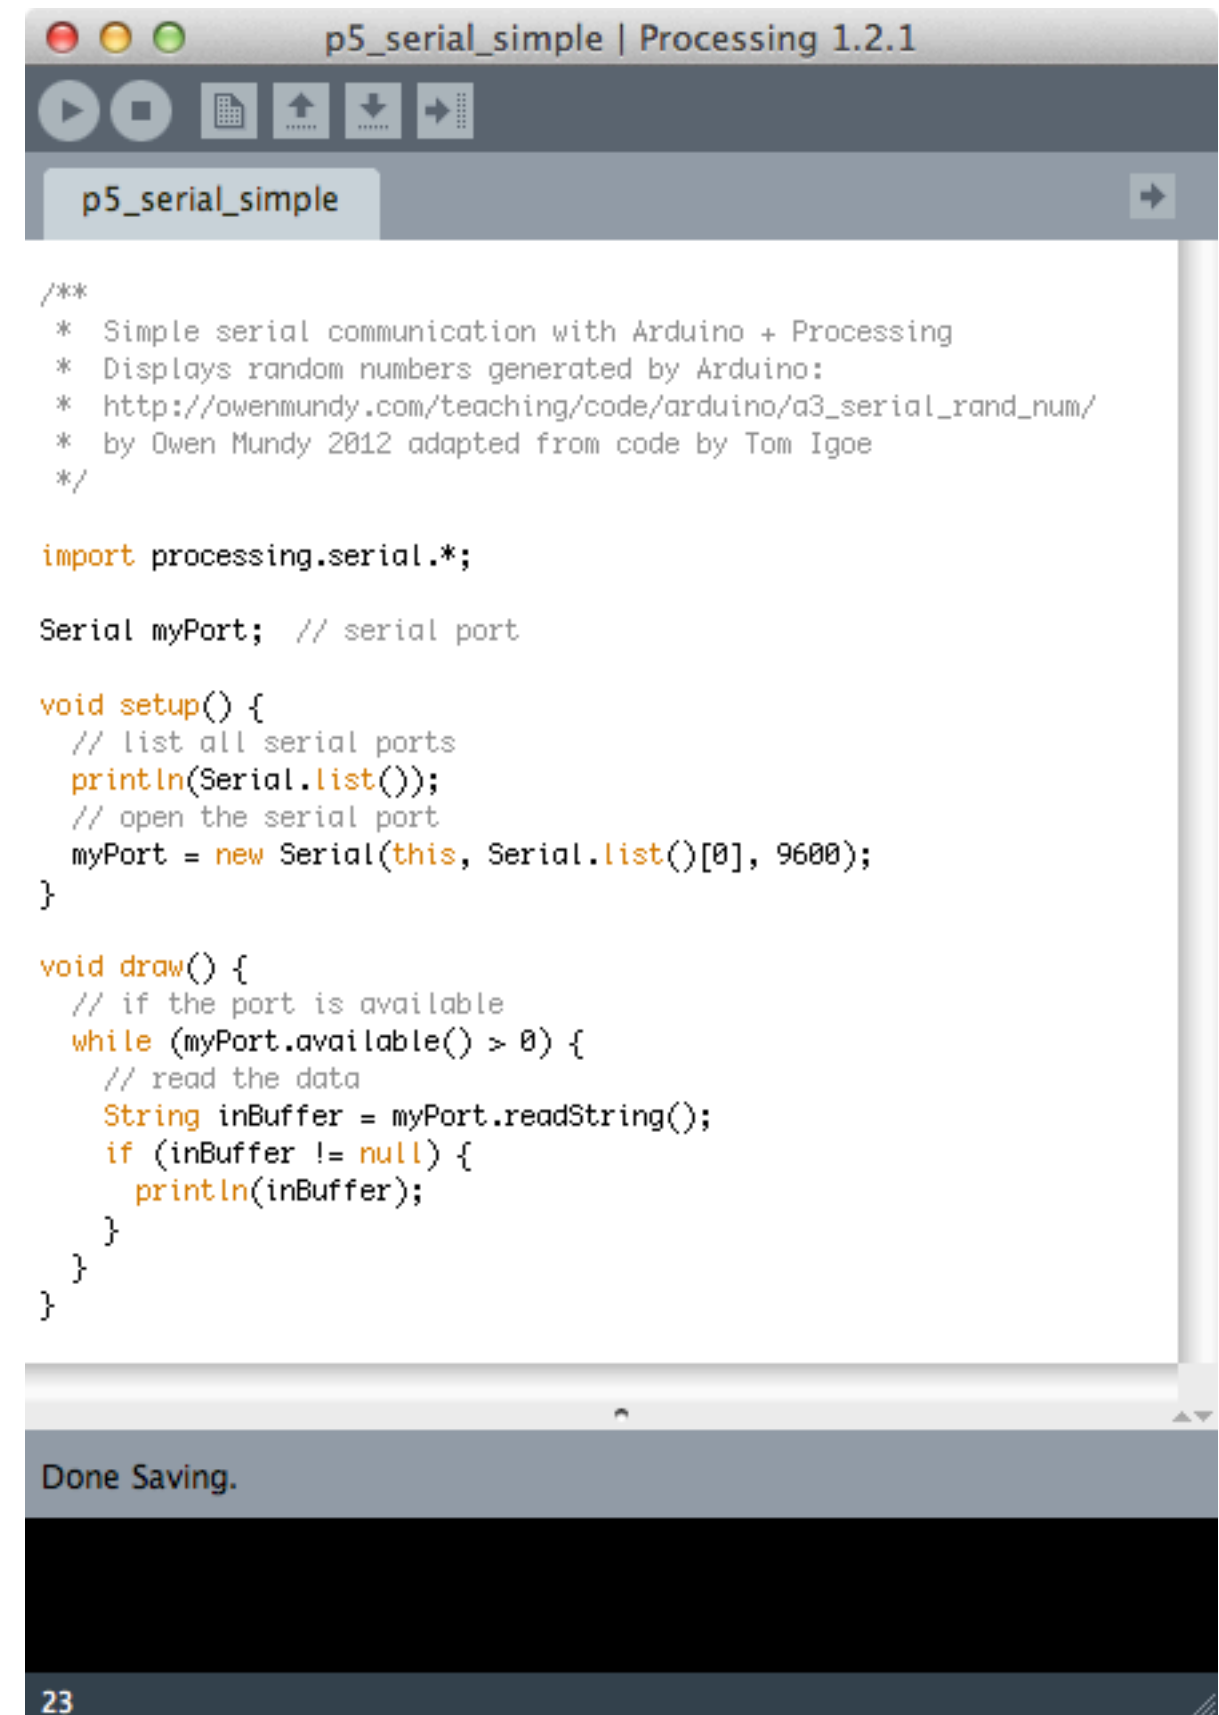 p5_serial_simple | Processing 1.2.1
p5_serial_simple
/**
 *  Simple serial communication with Arduino + Processing
 *  Displays random numbers generated by Arduino:
 *  http://owenmundy.com/teaching/code/arduino/a3_serial_rand_num/
 *  by Owen Mundy 2012 adapted from code by Tom Igoe
 */
import processing.serial.*;
Serial myPort;  // serial port
void setup() {
  // list all serial ports
  println(Serial.list());
  // open the serial port
  myPort = new Serial(this, Serial.list()[0], 9600);
}
void draw() {
  // if the port is available
  while (myPort.available() > 0) {
    // read the data
    String inBuffer = myPort.readString();
    if (inBuffer != null) {
      println(inBuffer);
    }
  }
}
Done Saving.
23